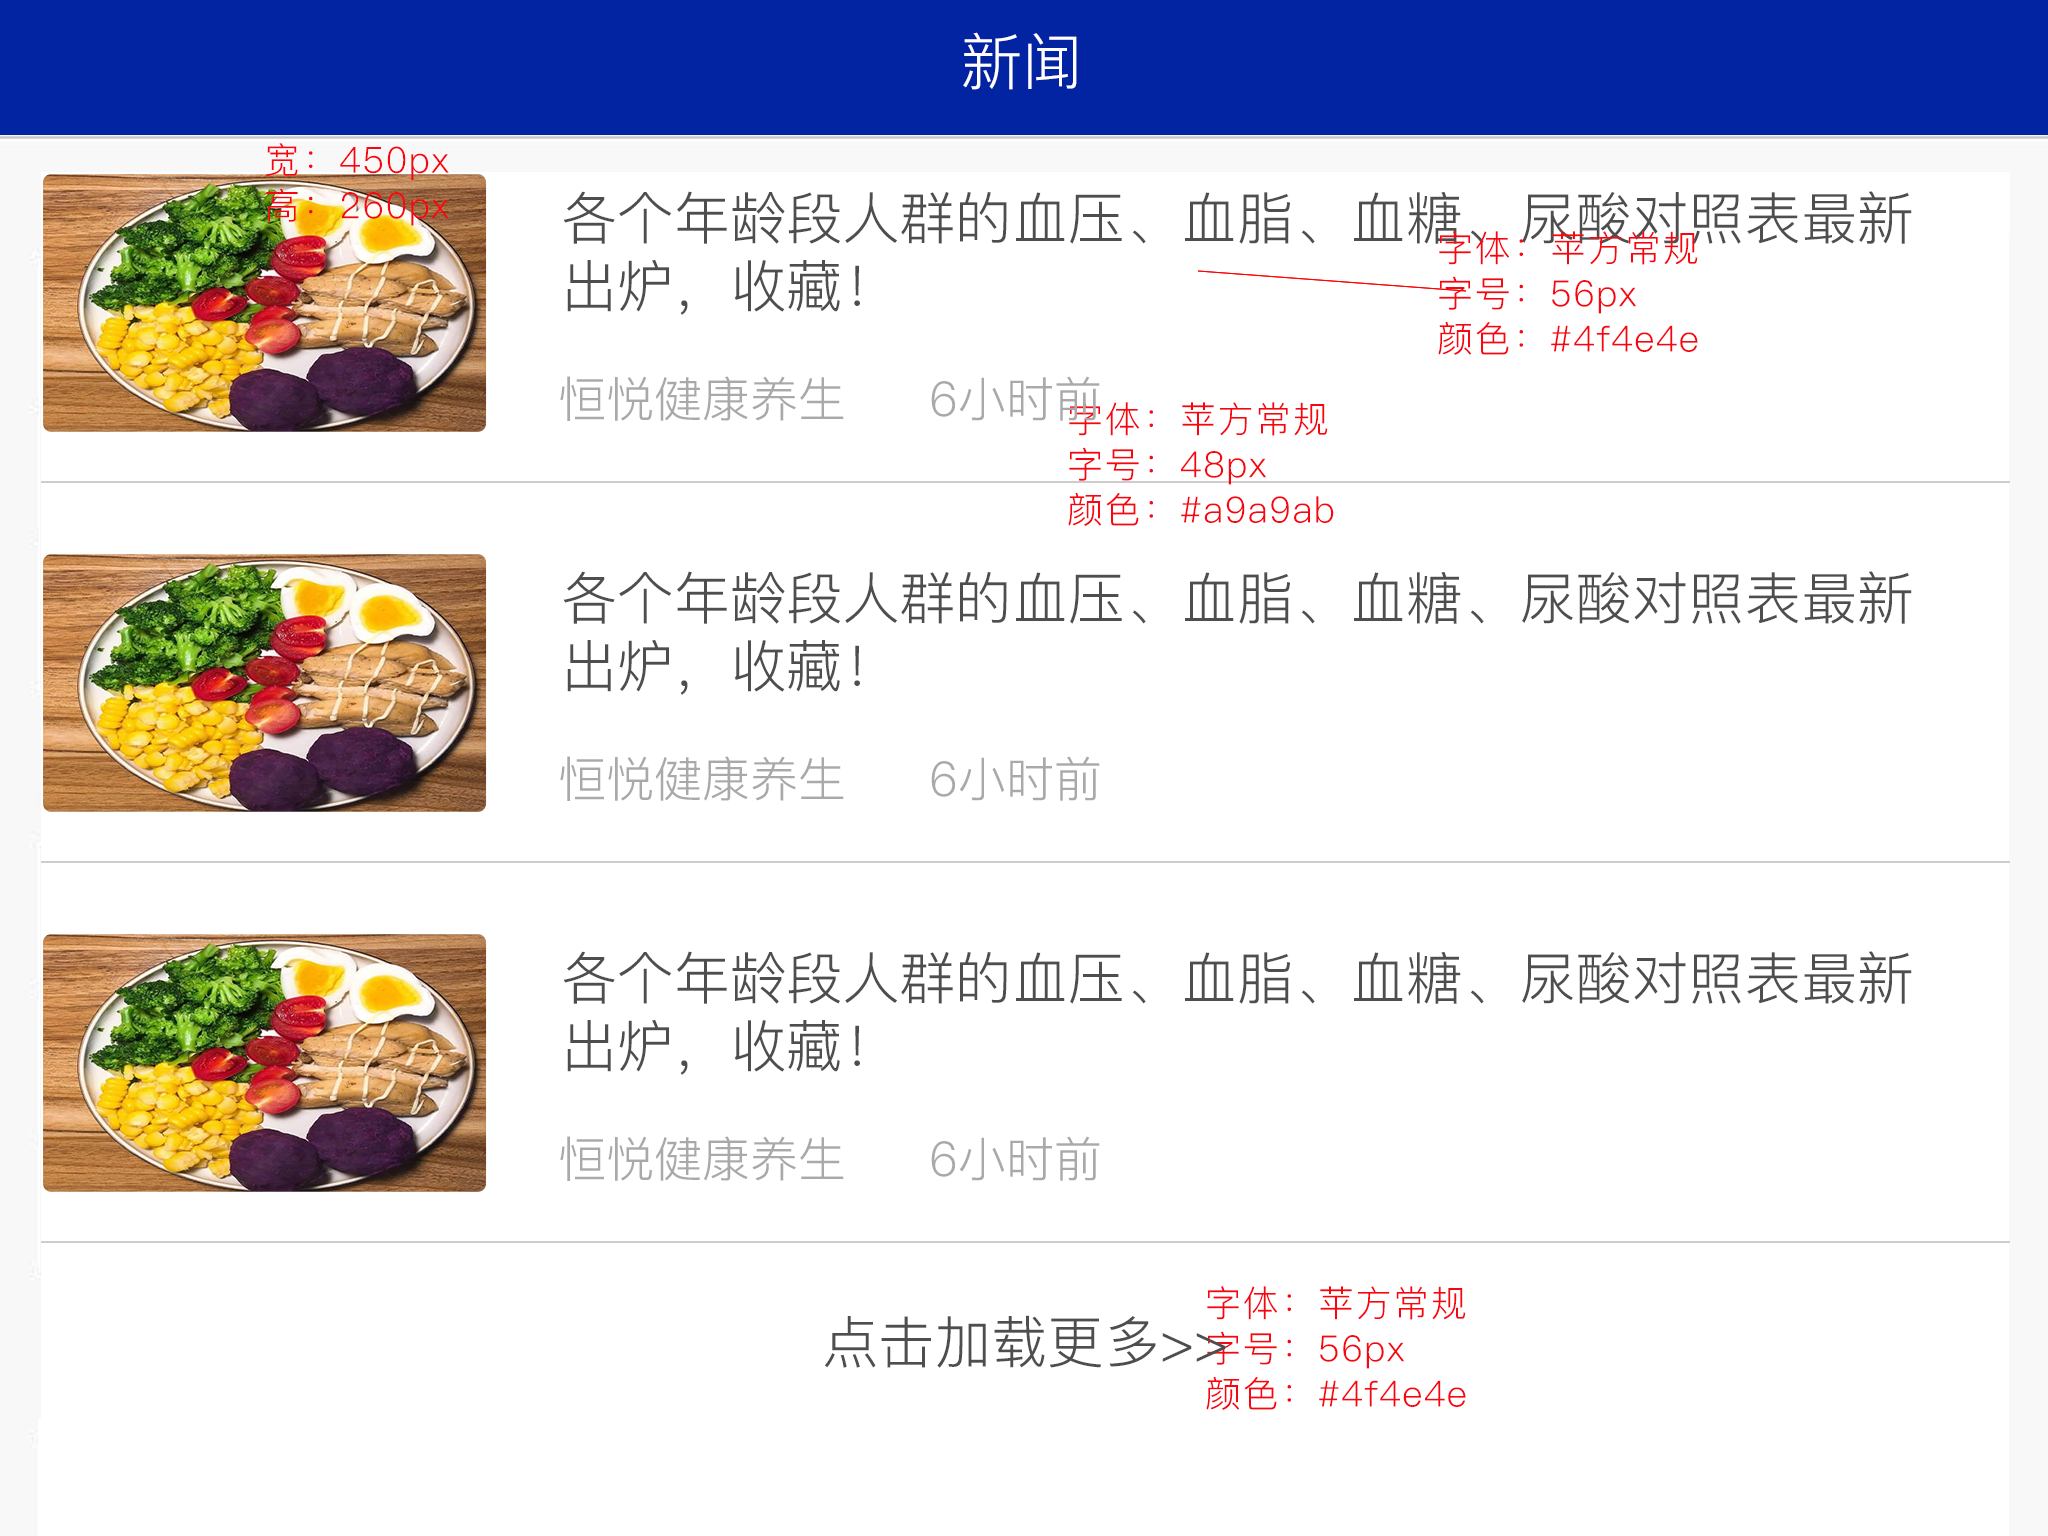 新闻
宽：450px
高：260px
各个年龄段人群的血压、血脂、血糖、尿酸对照表最新
出炉，收藏！
字体：苹方常规
字号：56px
颜色：#4f4e4e
恒悦健康养生 6小时前
字体：苹方常规
字号：48px
颜色：#a9a9ab
各个年龄段人群的血压、血脂、血糖、尿酸对照表最新
出炉，收藏！
恒悦健康养生 6小时前
各个年龄段人群的血压、血脂、血糖、尿酸对照表最新
出炉，收藏！
恒悦健康养生 6小时前
点击加载更多>>
字体：苹方常规
字号：56px
颜色：#4f4e4e